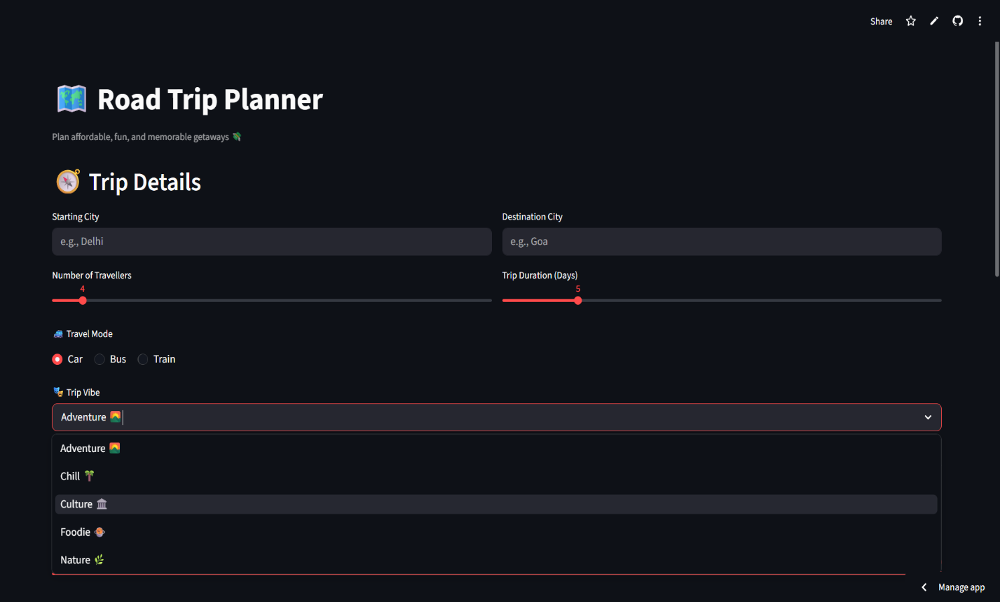 Share
Road Trip Planner
Plan affordable, fun, and memorable getaways
Trip Details
Starting City
Destination City
e.g., Delhi
e.g., Goa
Number of Travellers
Trip Duration (Days)
4
5
Travel Mode
Car Bus Train
Trip Vibe
Adventure
Adventure
Chill
Culture
Foodie
Nature
Manage app